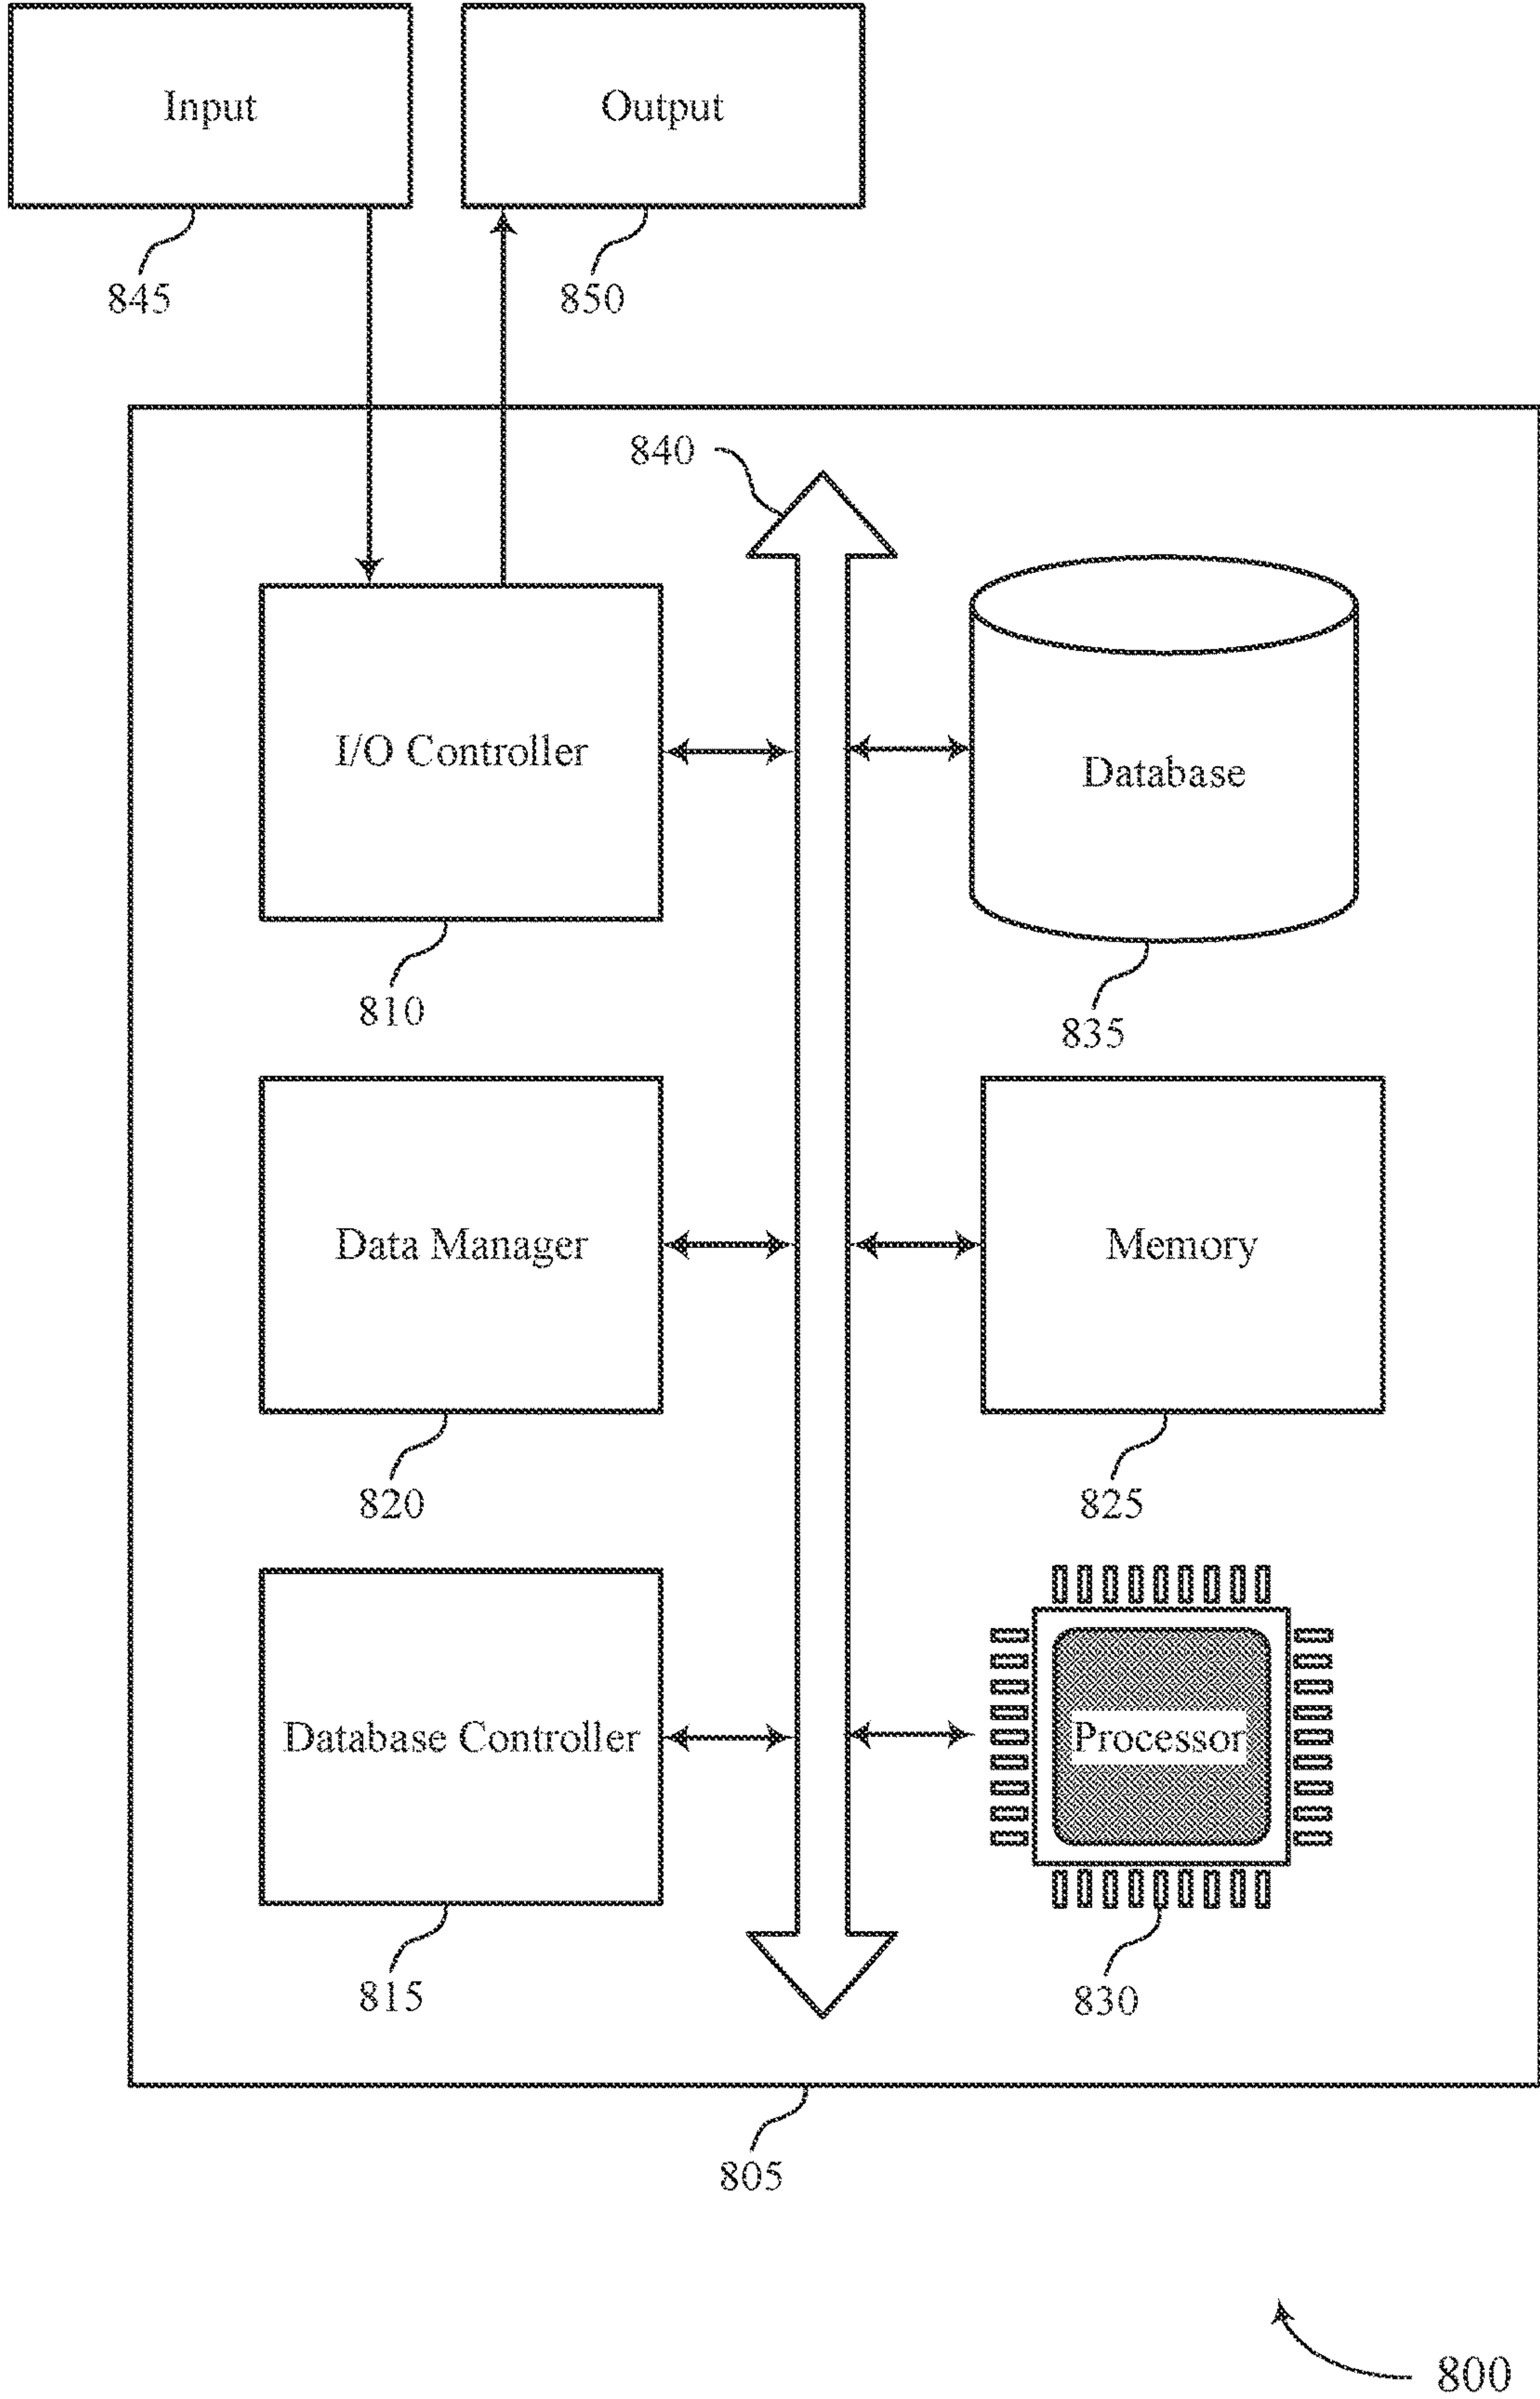 Input
Output
845
850
840
I/O Controller
Database
810
835
Data Manager
Memory
820
825
Database Controller
Processor
815
830
805
800